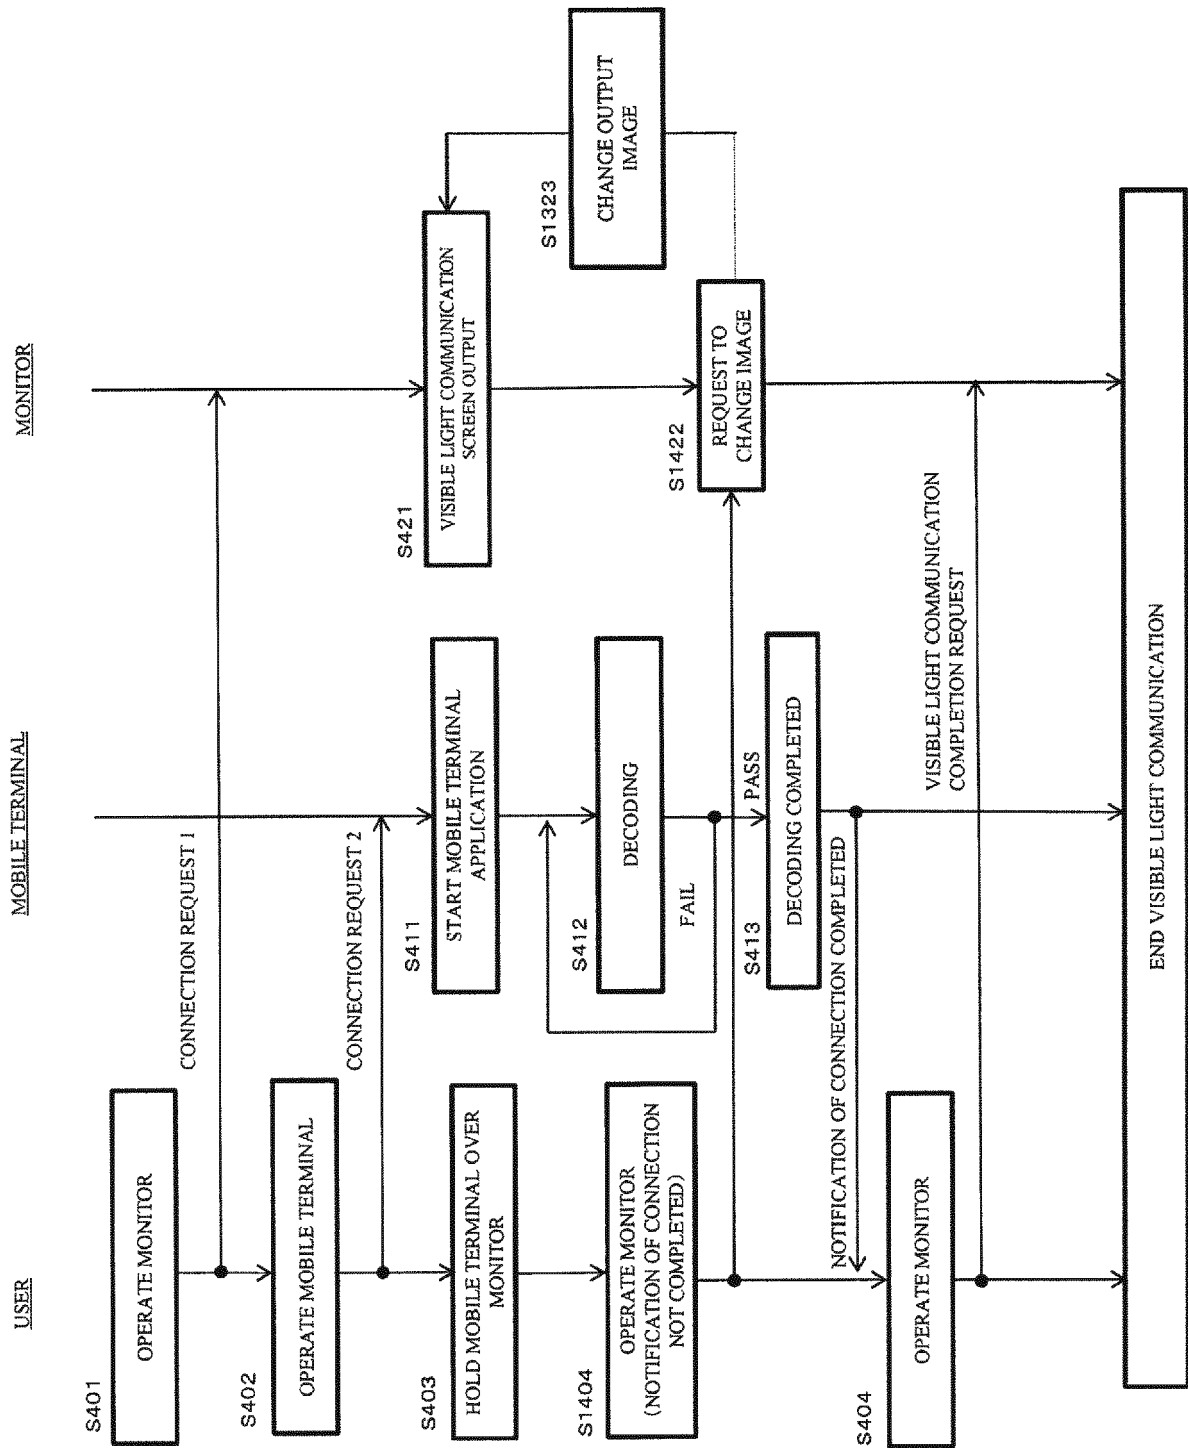 USER
MOBILE TERMINAL
MONITOR
S401
OPERATE MONITOR
CONNECTION REQUEST 1
S402
OPERATE MOBILE TERMINAL
CONNECTION REQUEST 2
S403
HOLD MOBILE TERMINAL OVER
MONITOR
S411
START MOBILE TERMINAL
APPLICATION
S421
VISIBLE LIGHT COMMUNICATION
SCREEN OUTPUT
S1323
CHANGE OUTPUT
IMAGE
S1404
OPERATE MONITOR
(NOTIFICATION OF CONNECTION
NOT COMPLETED)
S412
DECODING
FAIL
PASS
S1422
REQUEST TO
CHANGE IMAGE
S413
DECODING COMPLETED
NOTIFICATION OF CONNECTION COMPLETED
S404
OPERATE MONITOR
VISIBLE LIGHT COMMUNICATION
COMPLETION REQUEST
END VISIBLE LIGHT COMMUNICATION